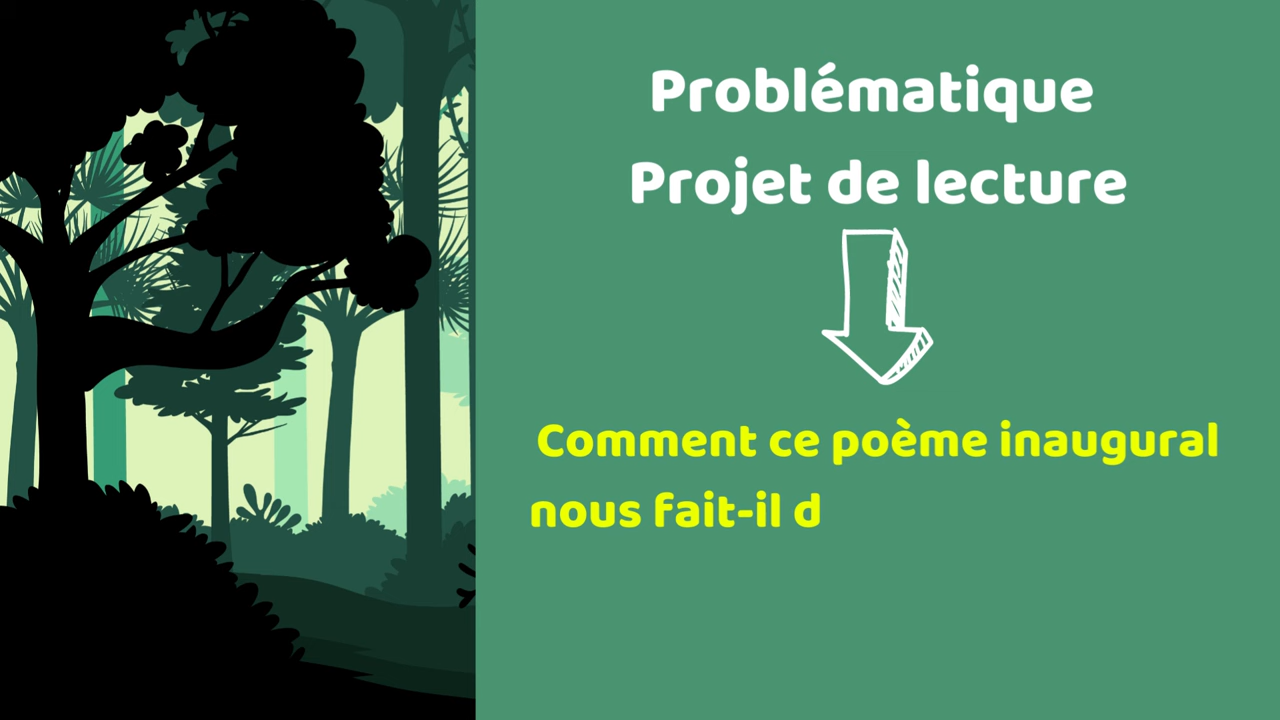 Problématique
Projet de lecture
Comment ce poème inaugural
nous fait-il d